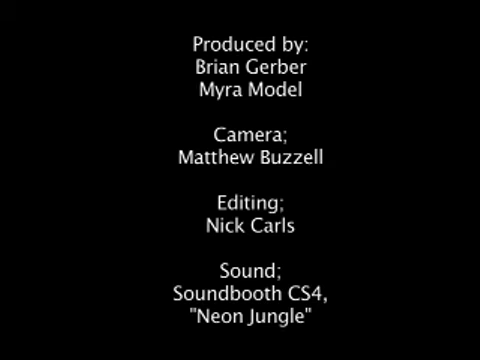 Produced by:
Brian Gerber
Myra Model
Camera;
Matthew Buzzell
Editing;
Nick Carls
Sound;
Soundbooth CS4,
"Neon Jungle"